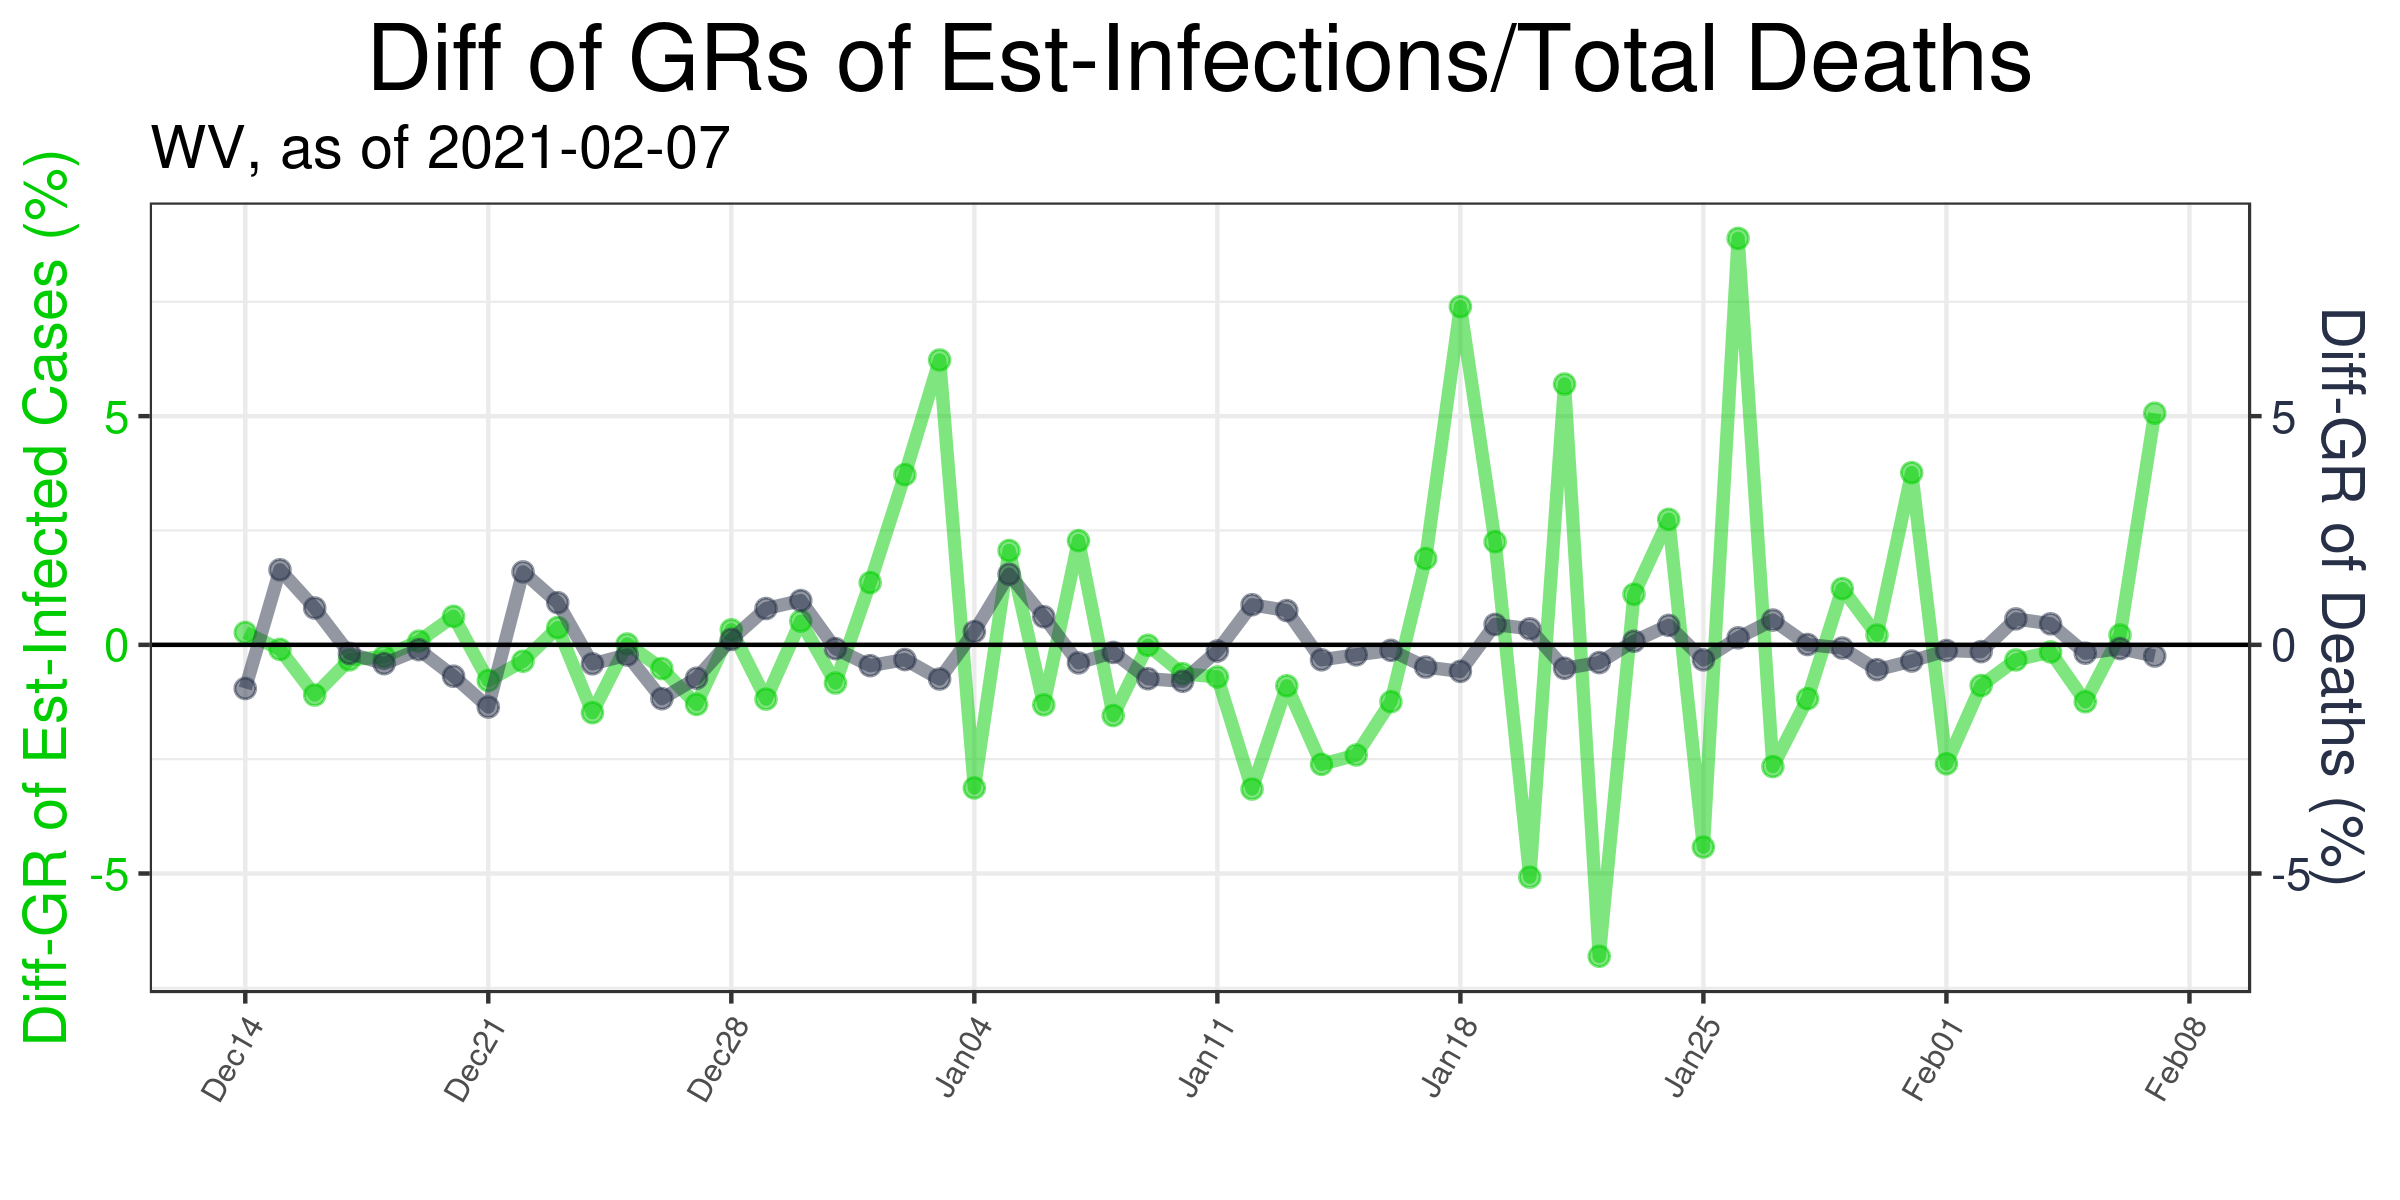 Diff of GRs of Est-Infections/Total Deaths
WV, as of 2021-02-07
Diff-GR of Est-Infected Cases (%)
5
0
-5
5
0
-5
Diff-GR of Deaths (%)
Dec14
Dec21
Dec28
Jan04
Jan11
Jan18
Jan25
Feb01
Feb08